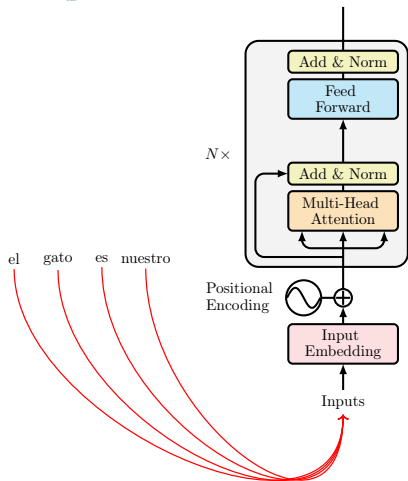 Add & Norm
Feed
Forward
N×
Add & Norm
Multi-Head
Attention
el gato es nuestro
Positional
Encoding
Input
Embedding
Inputs